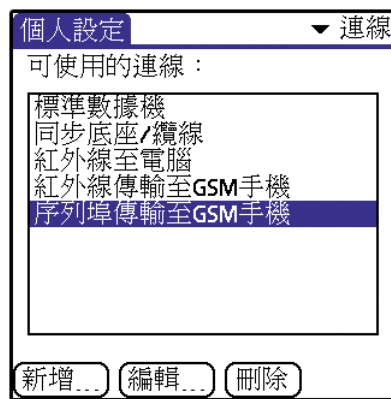 個人設定 連線
可使用的連線：
標準數據機
同步底座/纜線
紅外線至電腦
紅外線傳輸至GSM手機
序列埠傳輸至GSM手機
新增... 編輯... 刪除